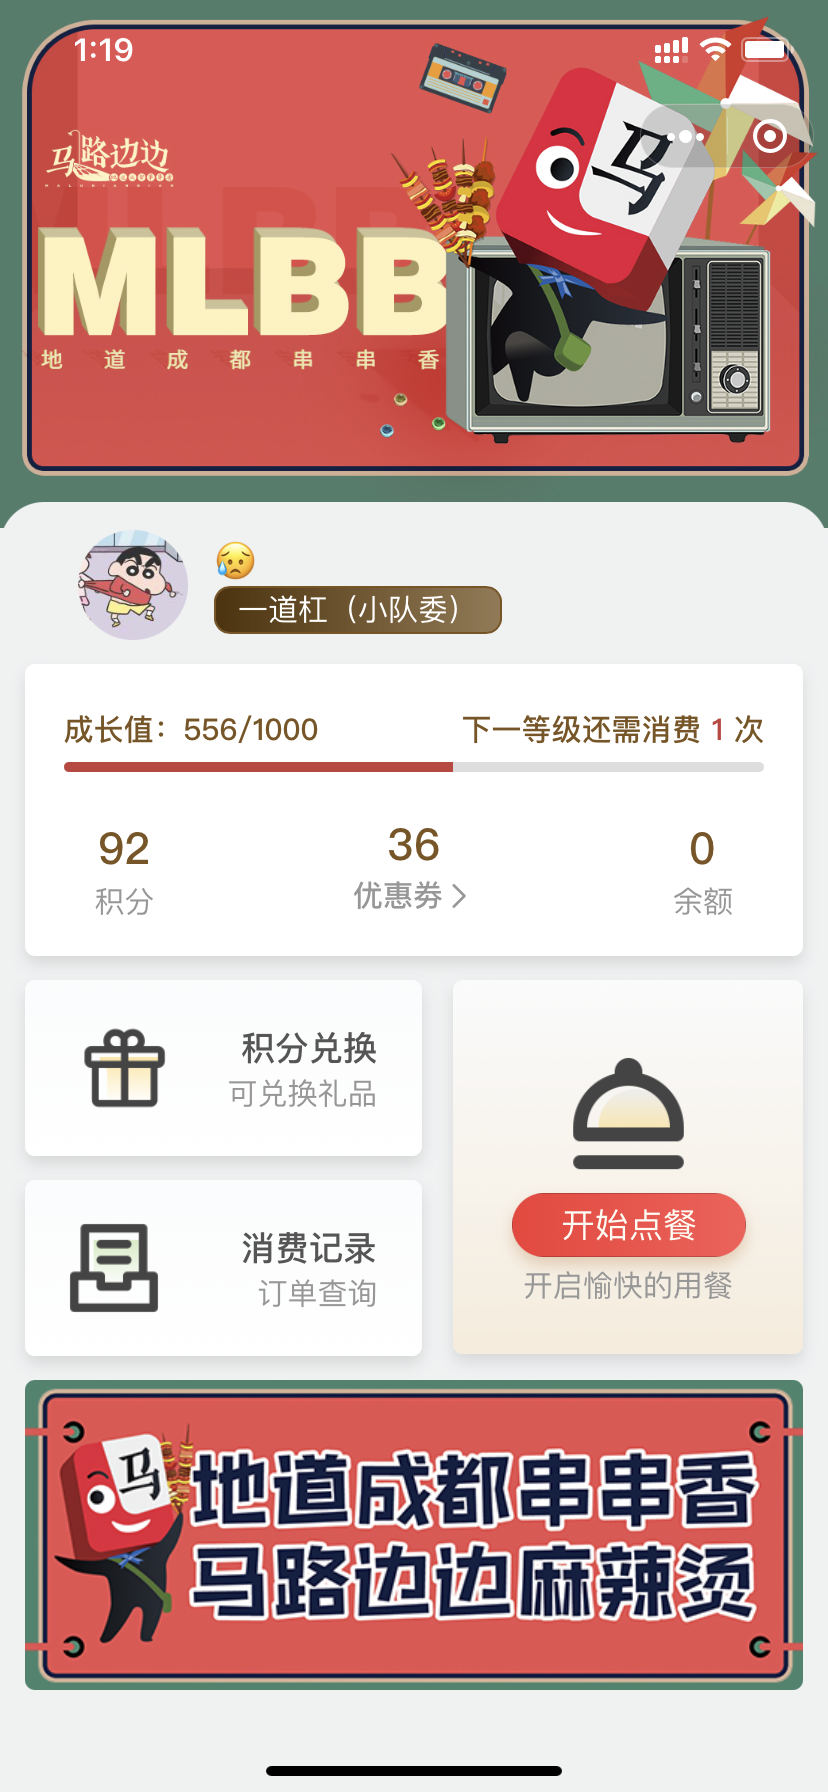 1:19
马路边边
MALUBIANBIAN
MLBB
地道成都串串香
马
😥
一道杠（小队委）
成长值：556/1000
下一等级还需消费 1 次
92
积分
36
优惠券
0
余额
积分兑换
可兑换礼品
消费记录
订单查询
开始点餐
开启愉快的用餐
马
地道成都串串香
马路边边麻辣烫